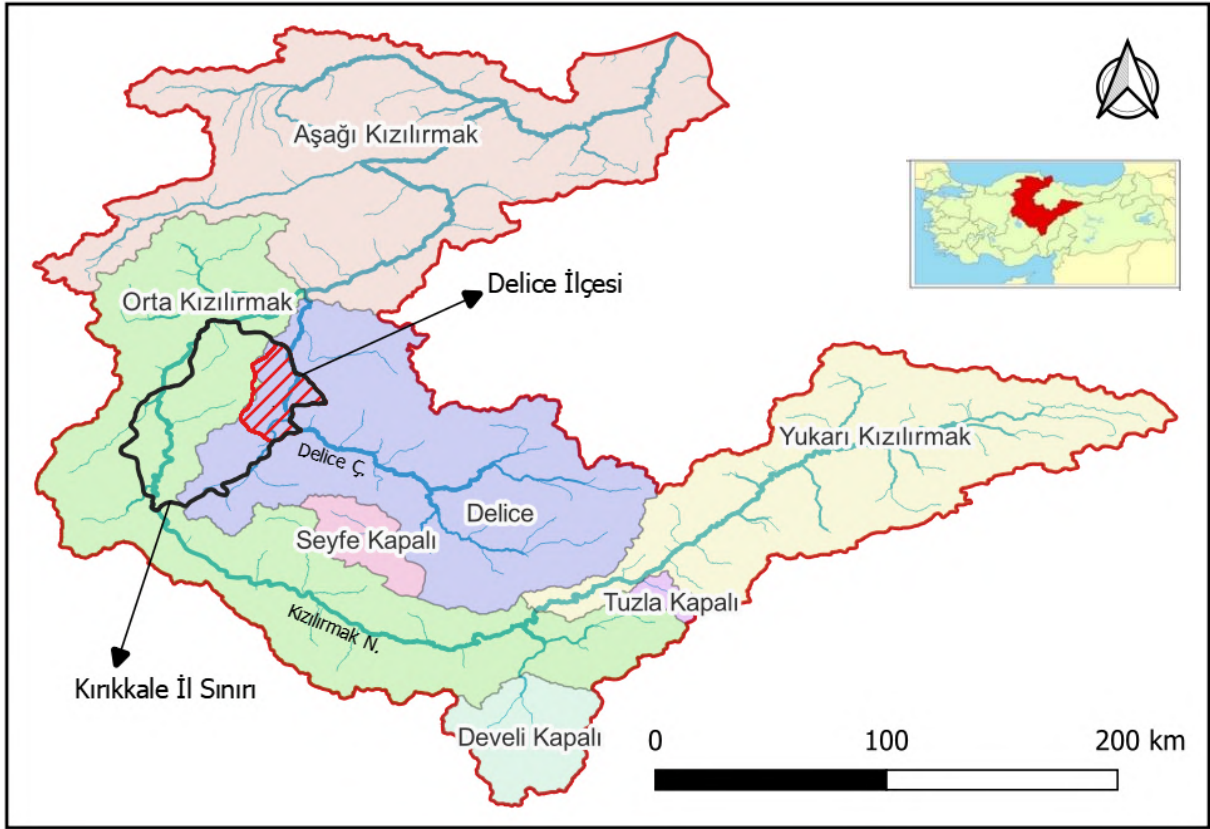 Aşağı Kızılırmak
Delice İlçesi
Orta Kızılırmak
Yukarı Kızılırmak
Delice Ç.
Delice
Seyfe Kapalı
Tuzla Kapalı
Kızılırmak N.
Kırıkkale İl Sınırı
Develi Kapalı
0 100 200 km